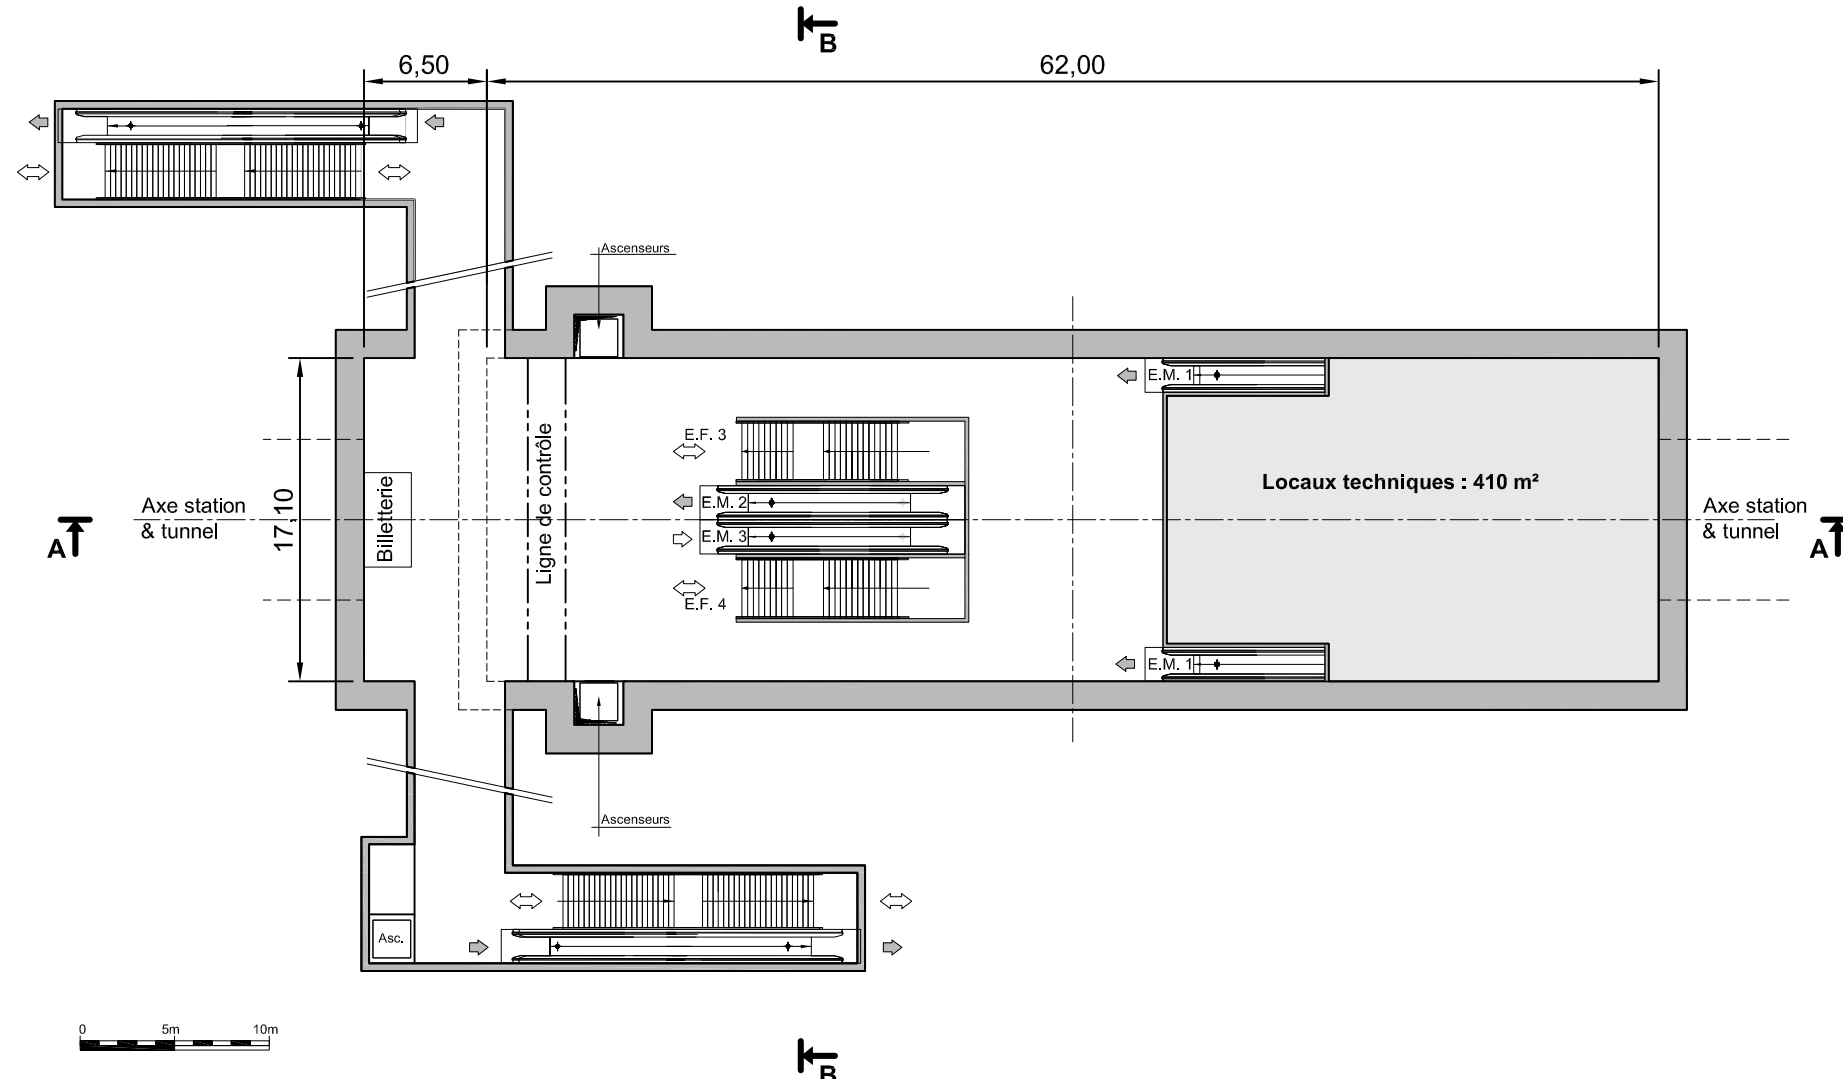 B
6,50
62,00
Ascenseurs
E.M. 1
E.F. 3
Ligne de contrôle
Locaux techniques : 410 m²
Billetterie
17,10
Axe station
& tunnel
E.M. 2
Axe station
& tunnel
A
E.M. 3
A
E.F. 4
E.M. 1
Ascenseurs
Asc.
0 5m 10m
B